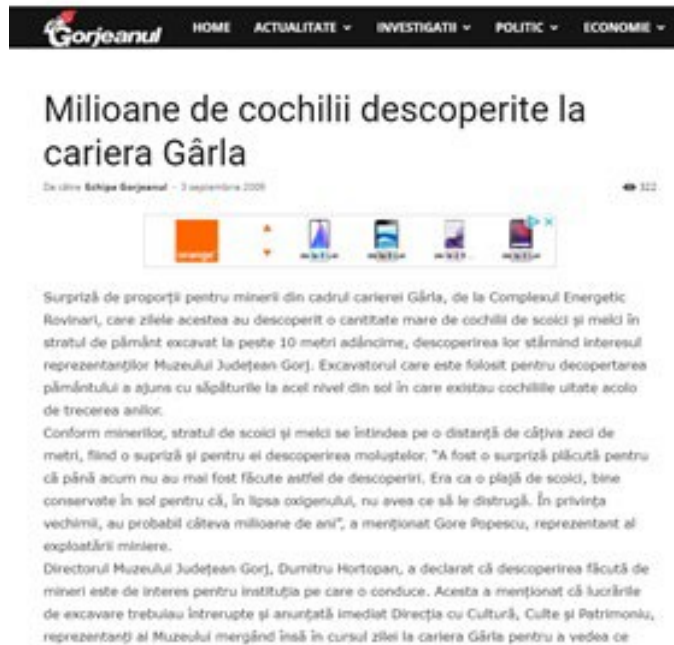 Gorjeanul HOME ACTUALITATE INVESTIGATII POLITIC ECONOMIE
Milioane de cochilii descoperite la
cariera Gârla
De către Echipa Gorjeanul - 3 septembrie 2009 322
orange
Surpriză de proporții pentru minerii din cadrul carierei Gârla, de la Complexul Energetic
Rovinari, care zilele acestea au descoperit o cantitate mare de cochilii de scoici și melci în
stratul de pământ excavat la peste 10 metri adâncime, descoperirea lor stârnind interesul
reprezentanților Muzeului Județean Gorj. Excavatorul care este folosit pentru decopertarea
pământului a ajuns cu săpăturile la acel nivel din sol în care existau cochiliile uitate acolo
de trecerea anilor.
Conform minerilor, stratul de scoici și melci se întindea pe o distanță de câțiva zeci de
metri, fiind o supriză și pentru ei descoperirea moluștelor. "A fost o surpriză plăcută pentru
că până acum nu au mai fost făcute astfel de descoperiri. Era ca o plajă de scoici, bine
conservate în sol pentru că, în lipsa oxigenului, nu avea ce să le distrugă. În privința
vechimii, au probabil câteva milioane de ani", a menționat Gore Popescu, reprezentant al
exploatării miniere.
Directorul Muzeului Județean Gorj, Dumitru Hortopan, a declarat că descoperirea făcută de
mineri este de interes pentru instituția pe care o conduce. Acesta a menționat că lucrările
de excavare trebuiau întrerupte și anunțată imediat Direcția cu Cultură, Culte și Patrimoniu,
reprezentanți ai Muzeului mergând însă în cursul zilei la cariera Gârla pentru a vedea ce